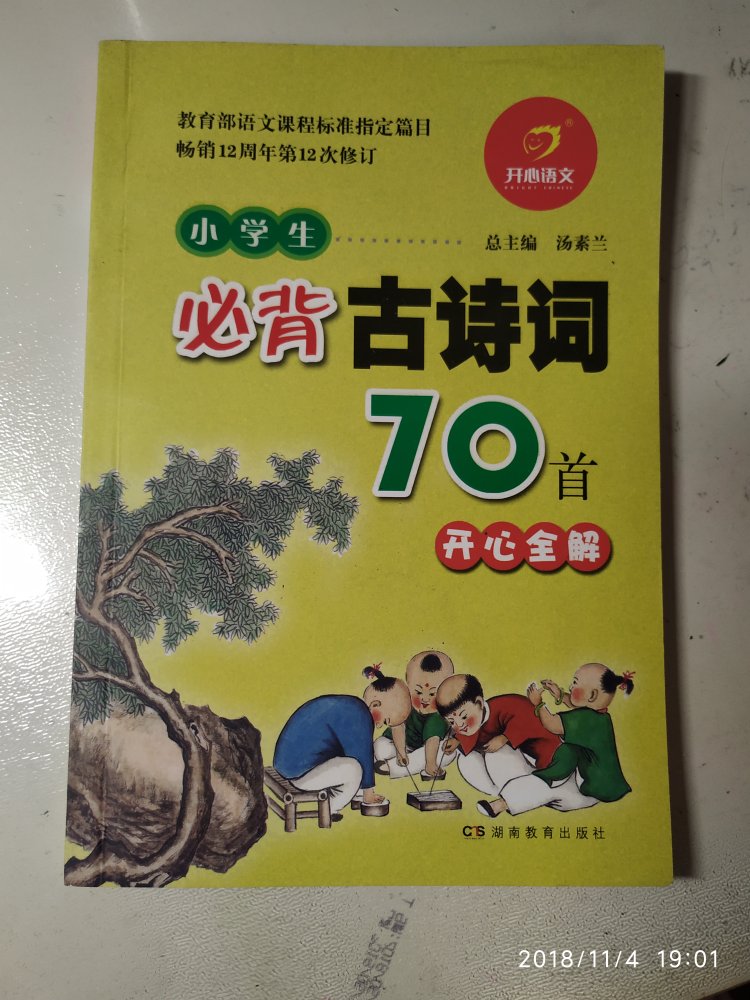 教育部语文课程标准指定篇目
畅销12周年第12次修订
®
开心语文
BRIGHT CHINESE
小学生
总主编 汤素兰
必背古诗词
70首
开心全解
湖南教育出版社
2018/11/4 19:01